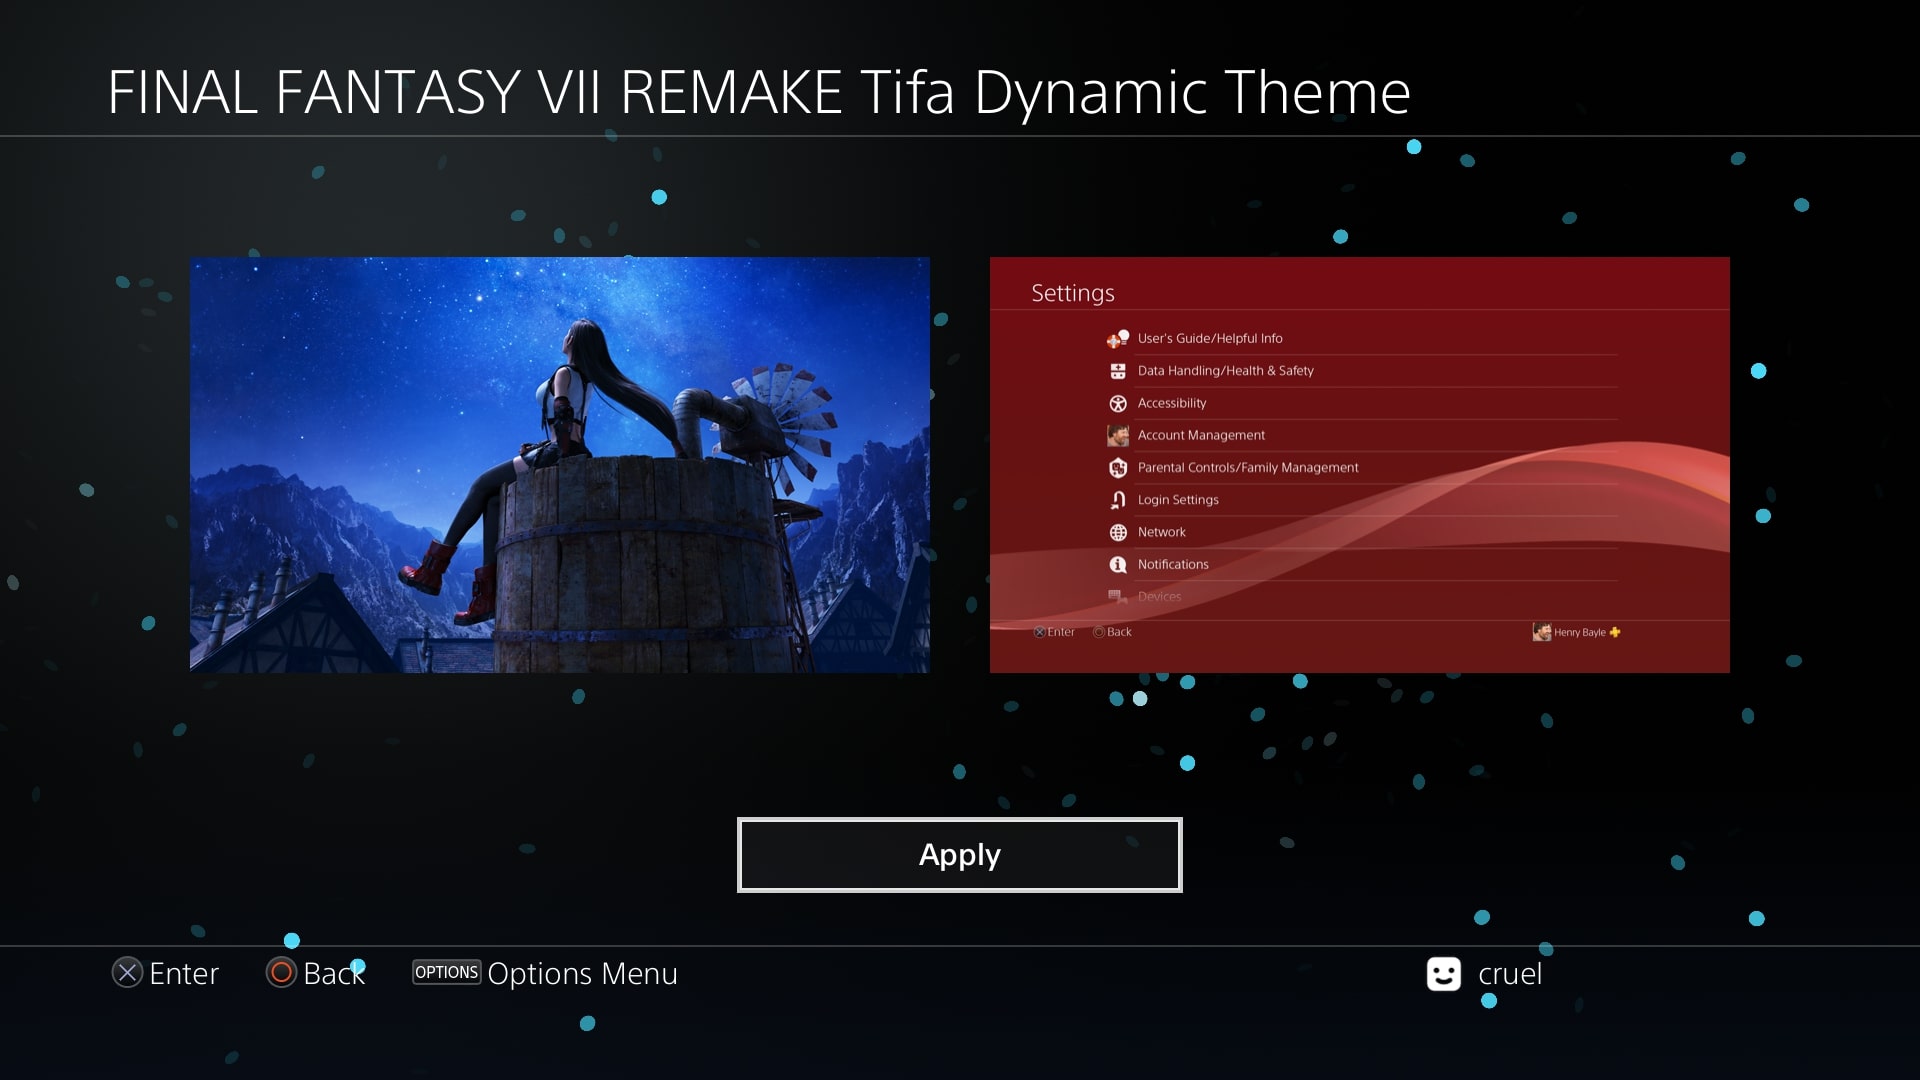 FINAL FANTASY VII REMAKE Tifa Dynamic Theme
Settings
User's Guide/Helpful Info
Data Handling/Health & Safety
Accessibility
Account Management
Parental Controls/Family Management
Login Settings
Network
Notifications
Devices
Enter Back Henry Bayle
Apply
Enter Back OPTIONS Options Menu cruel